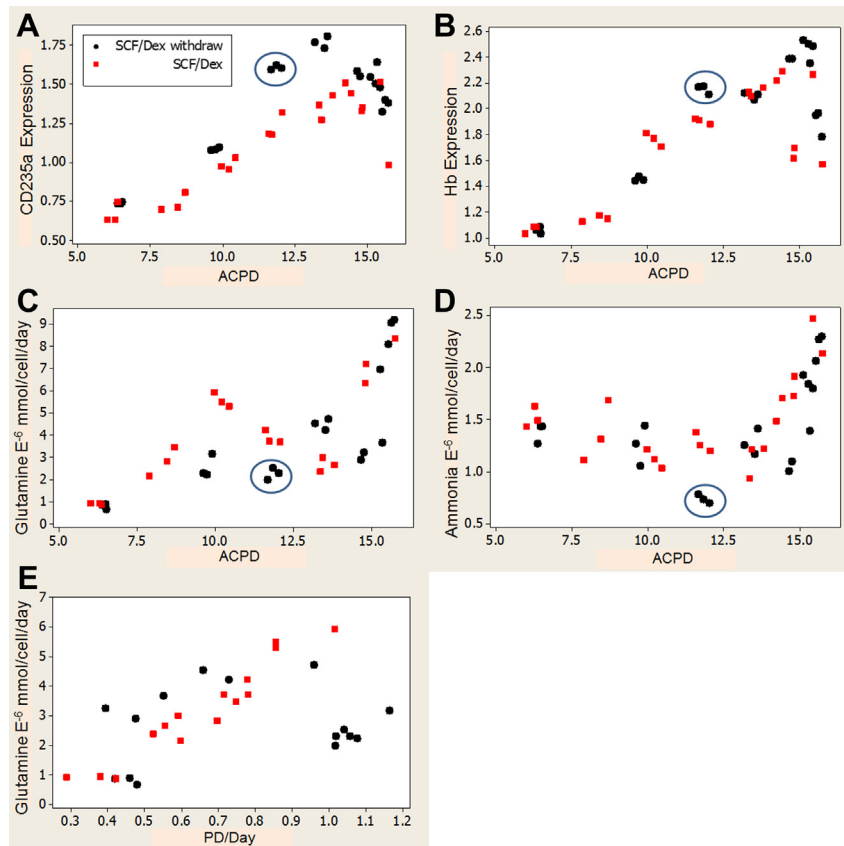 A
CD235a Expression
SCF/Dex withdraw
SCF/Dex
1.75
1.50
1.25
1.00
0.75
0.50
5.0 7.5 10.0 12.5 15.0
ACPD
B
Hb Expression
2.6
2.4
2.2
2.0
1.8
1.6
1.4
1.2
1.0
5.0 7.5 10.0 12.5 15.0
ACPD
C
Glutamine E-6 mmol/cell/day
9
8
7
6
5
4
3
2
1
0
5.0 7.5 10.0 12.5 15.0
ACPD
D
Ammonia E-6 mmol/cell/day
2.5
2.0
1.5
1.0
0.5
5.0 7.5 10.0 12.5 15.0
ACPD
E
Glutamine E-6 mmol/cell/day
7
6
5
4
3
2
1
0
0.3 0.4 0.5 0.6 0.7 0.8 0.9 1.0 1.1 1.2
PD/Day